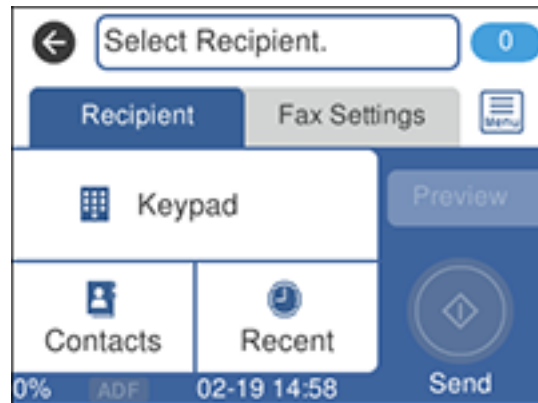 Select Recipient.
0
Recipient
Fax Settings
Menu
Keypad
Preview
Contacts
Recent
0%
ADF
02-19 14:58
Send